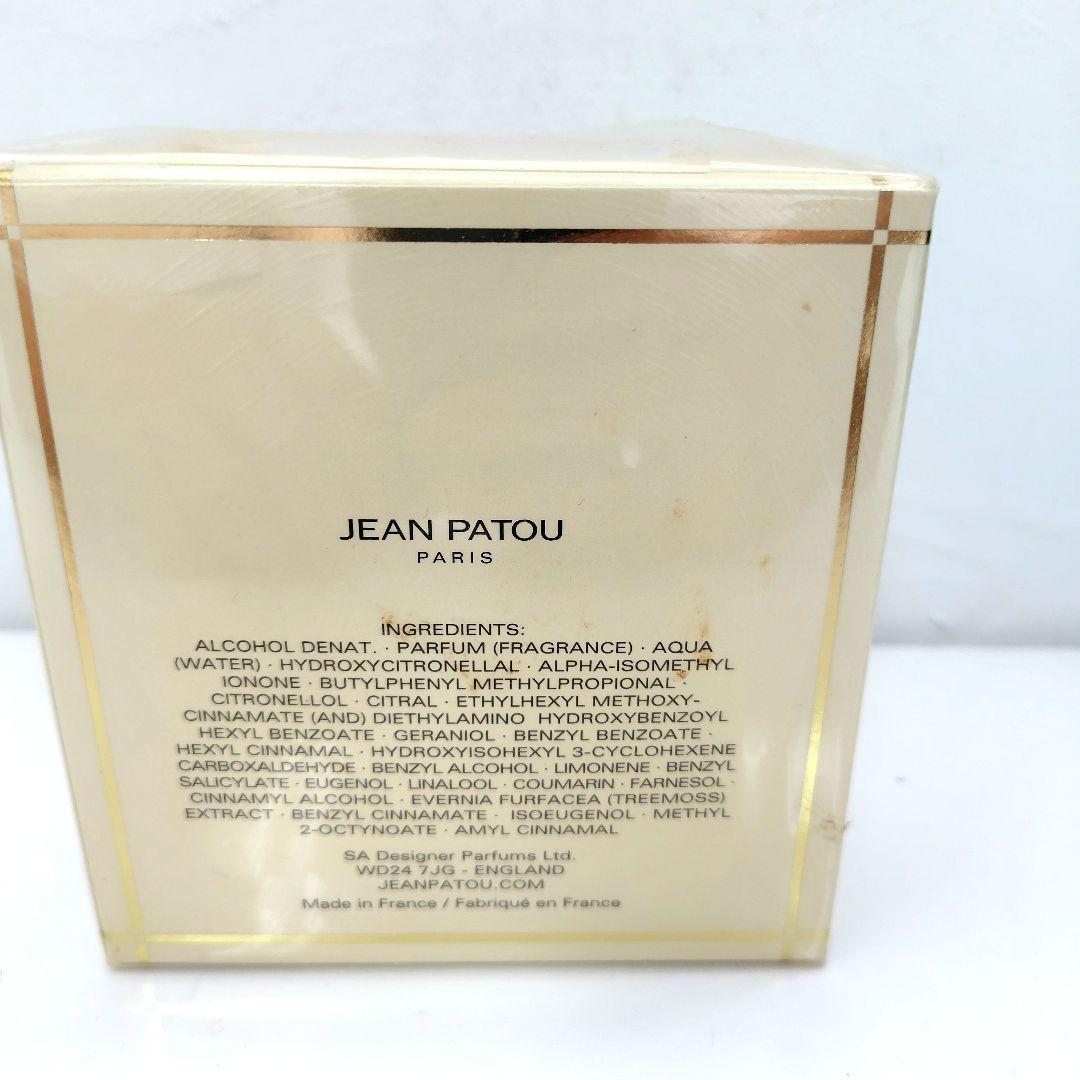 JEAN PATOU
PARIS
INGREDIENTS:
ALCOHOL DENAT. · PARFUM (FRAGRANCE) · AQUA
(WATER) · HYDROXYCITRONELLAL · ALPHA-ISOMETHYL
IONONE · BUTYLPHENYL METHYLPROPIONAL ·
CITRONELLOL · CITRAL · ETHYLHEXYL METHOXY-
CINNAMATE (AND) DIETHYLAMINO HYDROXYBENZOYL
HEXYL BENZOATE · GERANIOL · BENZYL BENZOATE ·
HEXYL CINNAMAL · HYDROXYISOHEXYL 3-CYCLOHEXENE
CARBOXALDEHYDE · BENZYL ALCOHOL · LIMONENE · BENZYL
SALICYLATE · EUGENOL · LINALOOL · COUMARIN · FARNESOL ·
CINNAMYL ALCOHOL · EVERNIA FURFACEA (TREEMOSS)
EXTRACT · BENZYL CINNAMATE · ISOEUGENOL · METHYL
2-OCTYNOATE · AMYL CINNAMAL
SA Designer Parfums Ltd.
WD24 7JG - ENGLAND
JEANPATOU.COM
Made in France / Fabriqué en France